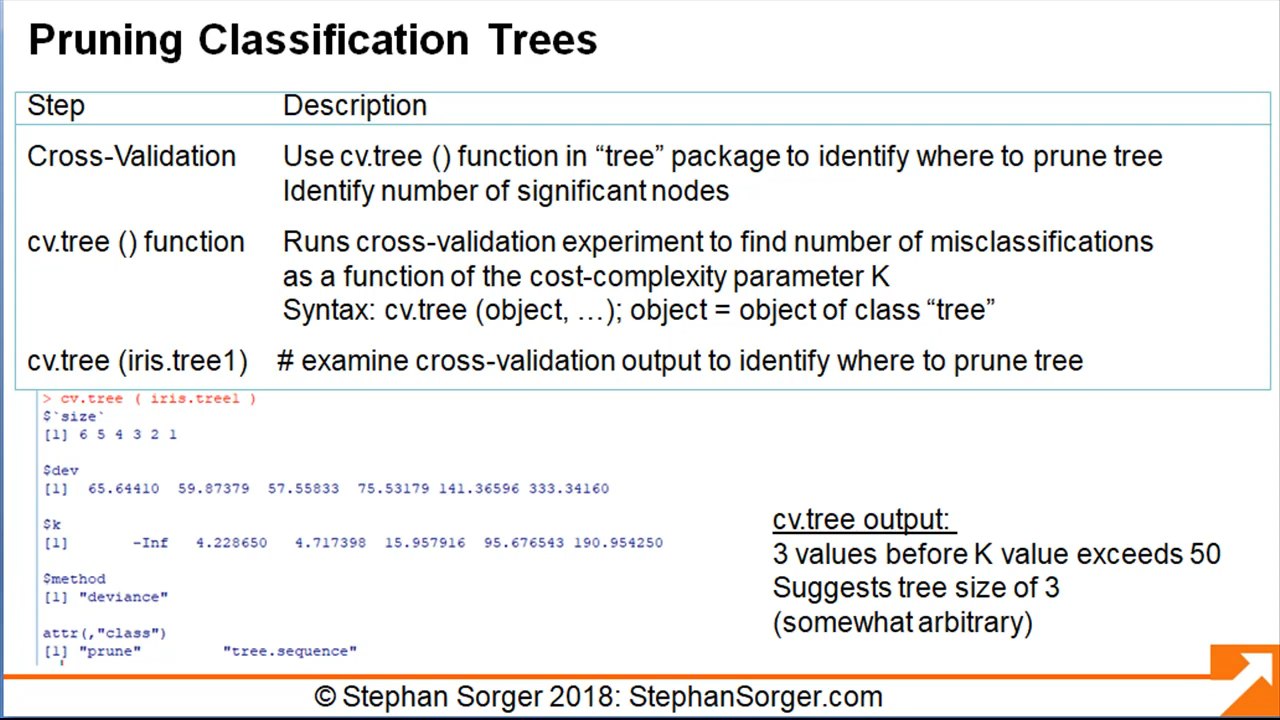 Pruning Classification Trees
Step Description
Cross-Validation Use cv.tree () function in “tree” package to identify where to prune tree
Identify number of significant nodes
cv.tree () function Runs cross-validation experiment to find number of misclassifications
as a function of the cost-complexity parameter K
Syntax: cv.tree (object, …); object = object of class “tree”
cv.tree (iris.tree1) # examine cross-validation output to identify where to prune tree
> cv.tree ( iris.tree1 )
$`size`
[1] 6 5 4 3 2 1
$dev
[1] 65.64410 59.87379 57.55833 75.53179 141.36596 333.34160
$k
[1] -Inf 4.228650 4.717398 15.957916 95.676543 190.954250
$method
[1] "deviance"
attr(,"class")
[1] "prune" "tree.sequence"
cv.tree output:
3 values before K value exceeds 50
Suggests tree size of 3
(somewhat arbitrary)
© Stephan Sorger 2018: StephanSorger.com